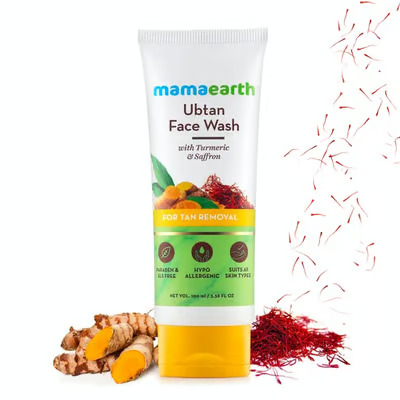 mamaearth
Ubtan
Face Wash
with Turmeric
& Saffron
FOR TAN REMOVAL
PARABEN &
SLS FREE
HYPO
ALLERGENIC
SUITS All
SKIN TYPES
NET VOL. 100 ml / 3.38 FL OZ